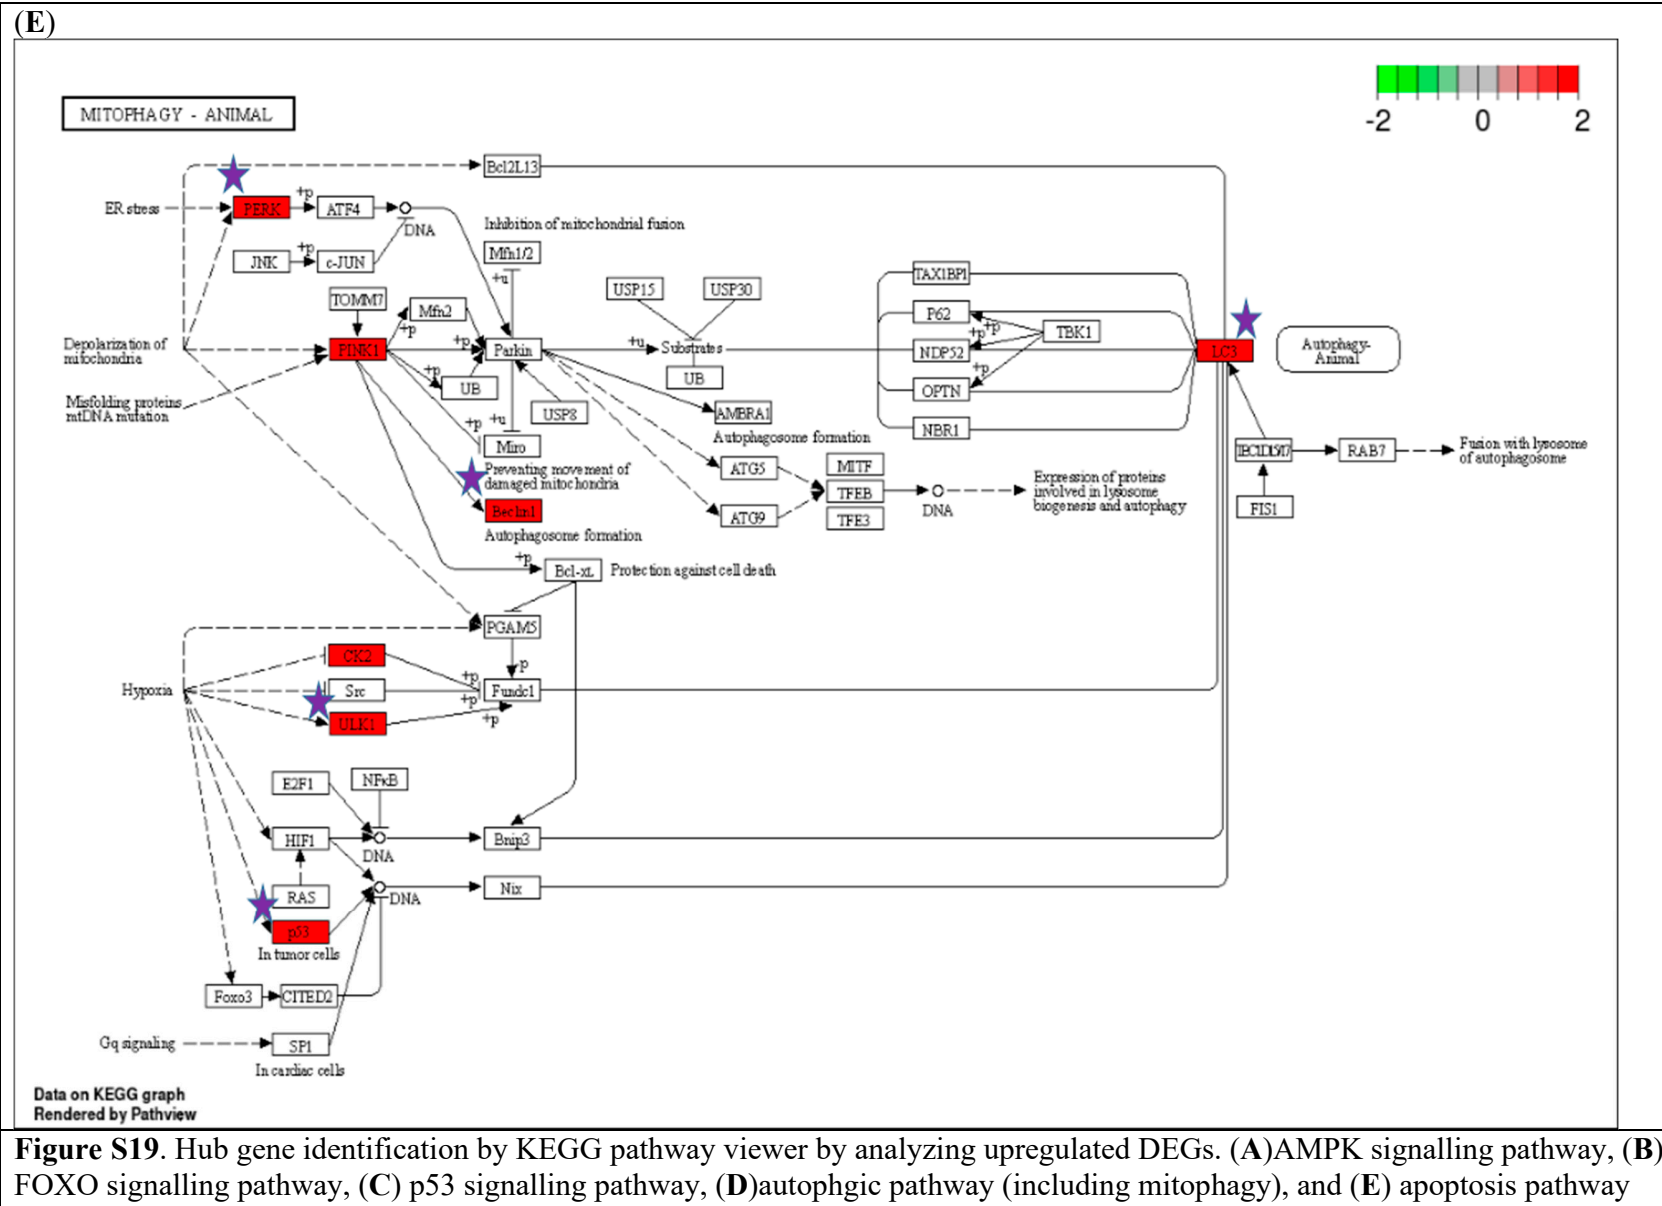 (E)
MITOPHAGY - ANIMAL
-2 0 2
Bcl2L13
ER stress
PERK
+p
ATF4
DNA
Inhibition of mitochondrial fusion
JNK
+p
c-JUN
Mfn1/2
+u
TOMM7
Mfn2
+p
USP15
USP30
TAX1BP1
P62
+p
+p
TBK1
Depolarization of
mitochondria
PINK1
+p
Parkin
+u
Substrates
NDP52
LC3
Autophagy-
Animal
+p
UB
UB
+p
OPTN
Misfolding proteins
mtDNA mutation
USP8
+p
+u
AMBRA1
Autophagosome formation
NBR1
Miro
Preventing movement of
damaged mitochondria
ATG5
MITF
TFEB
DNA
Expression of proteins
involved in lysosome
biogenesis and autophagy
RAB7
Fusion with lysosome
of autophagosome
Beclin1
Autophagosome formation
ATG9
TFE3
FIS1
+p
Bcl-xL
Protection against cell death
PGAM5
CK2
-p
+p
Hypoxia
Src
+p
Fundc1
ULK1
+p
E2F1
NFκB
HIF1
DNA
Bnip3
RAS
DNA
Nix
p53
In tumor cells
Foxo3
CITED2
Gq signaling
SP1
In cardiac cells
Data on KEGG graph
Rendered by Pathview
Figure S19. Hub gene identification by KEGG pathway viewer by analyzing upregulated DEGs. (A)AMPK signalling pathway, (B)
FOXO signalling pathway, (C) p53 signalling pathway, (D)autophgic pathway (including mitophagy), and (E) apoptosis pathway